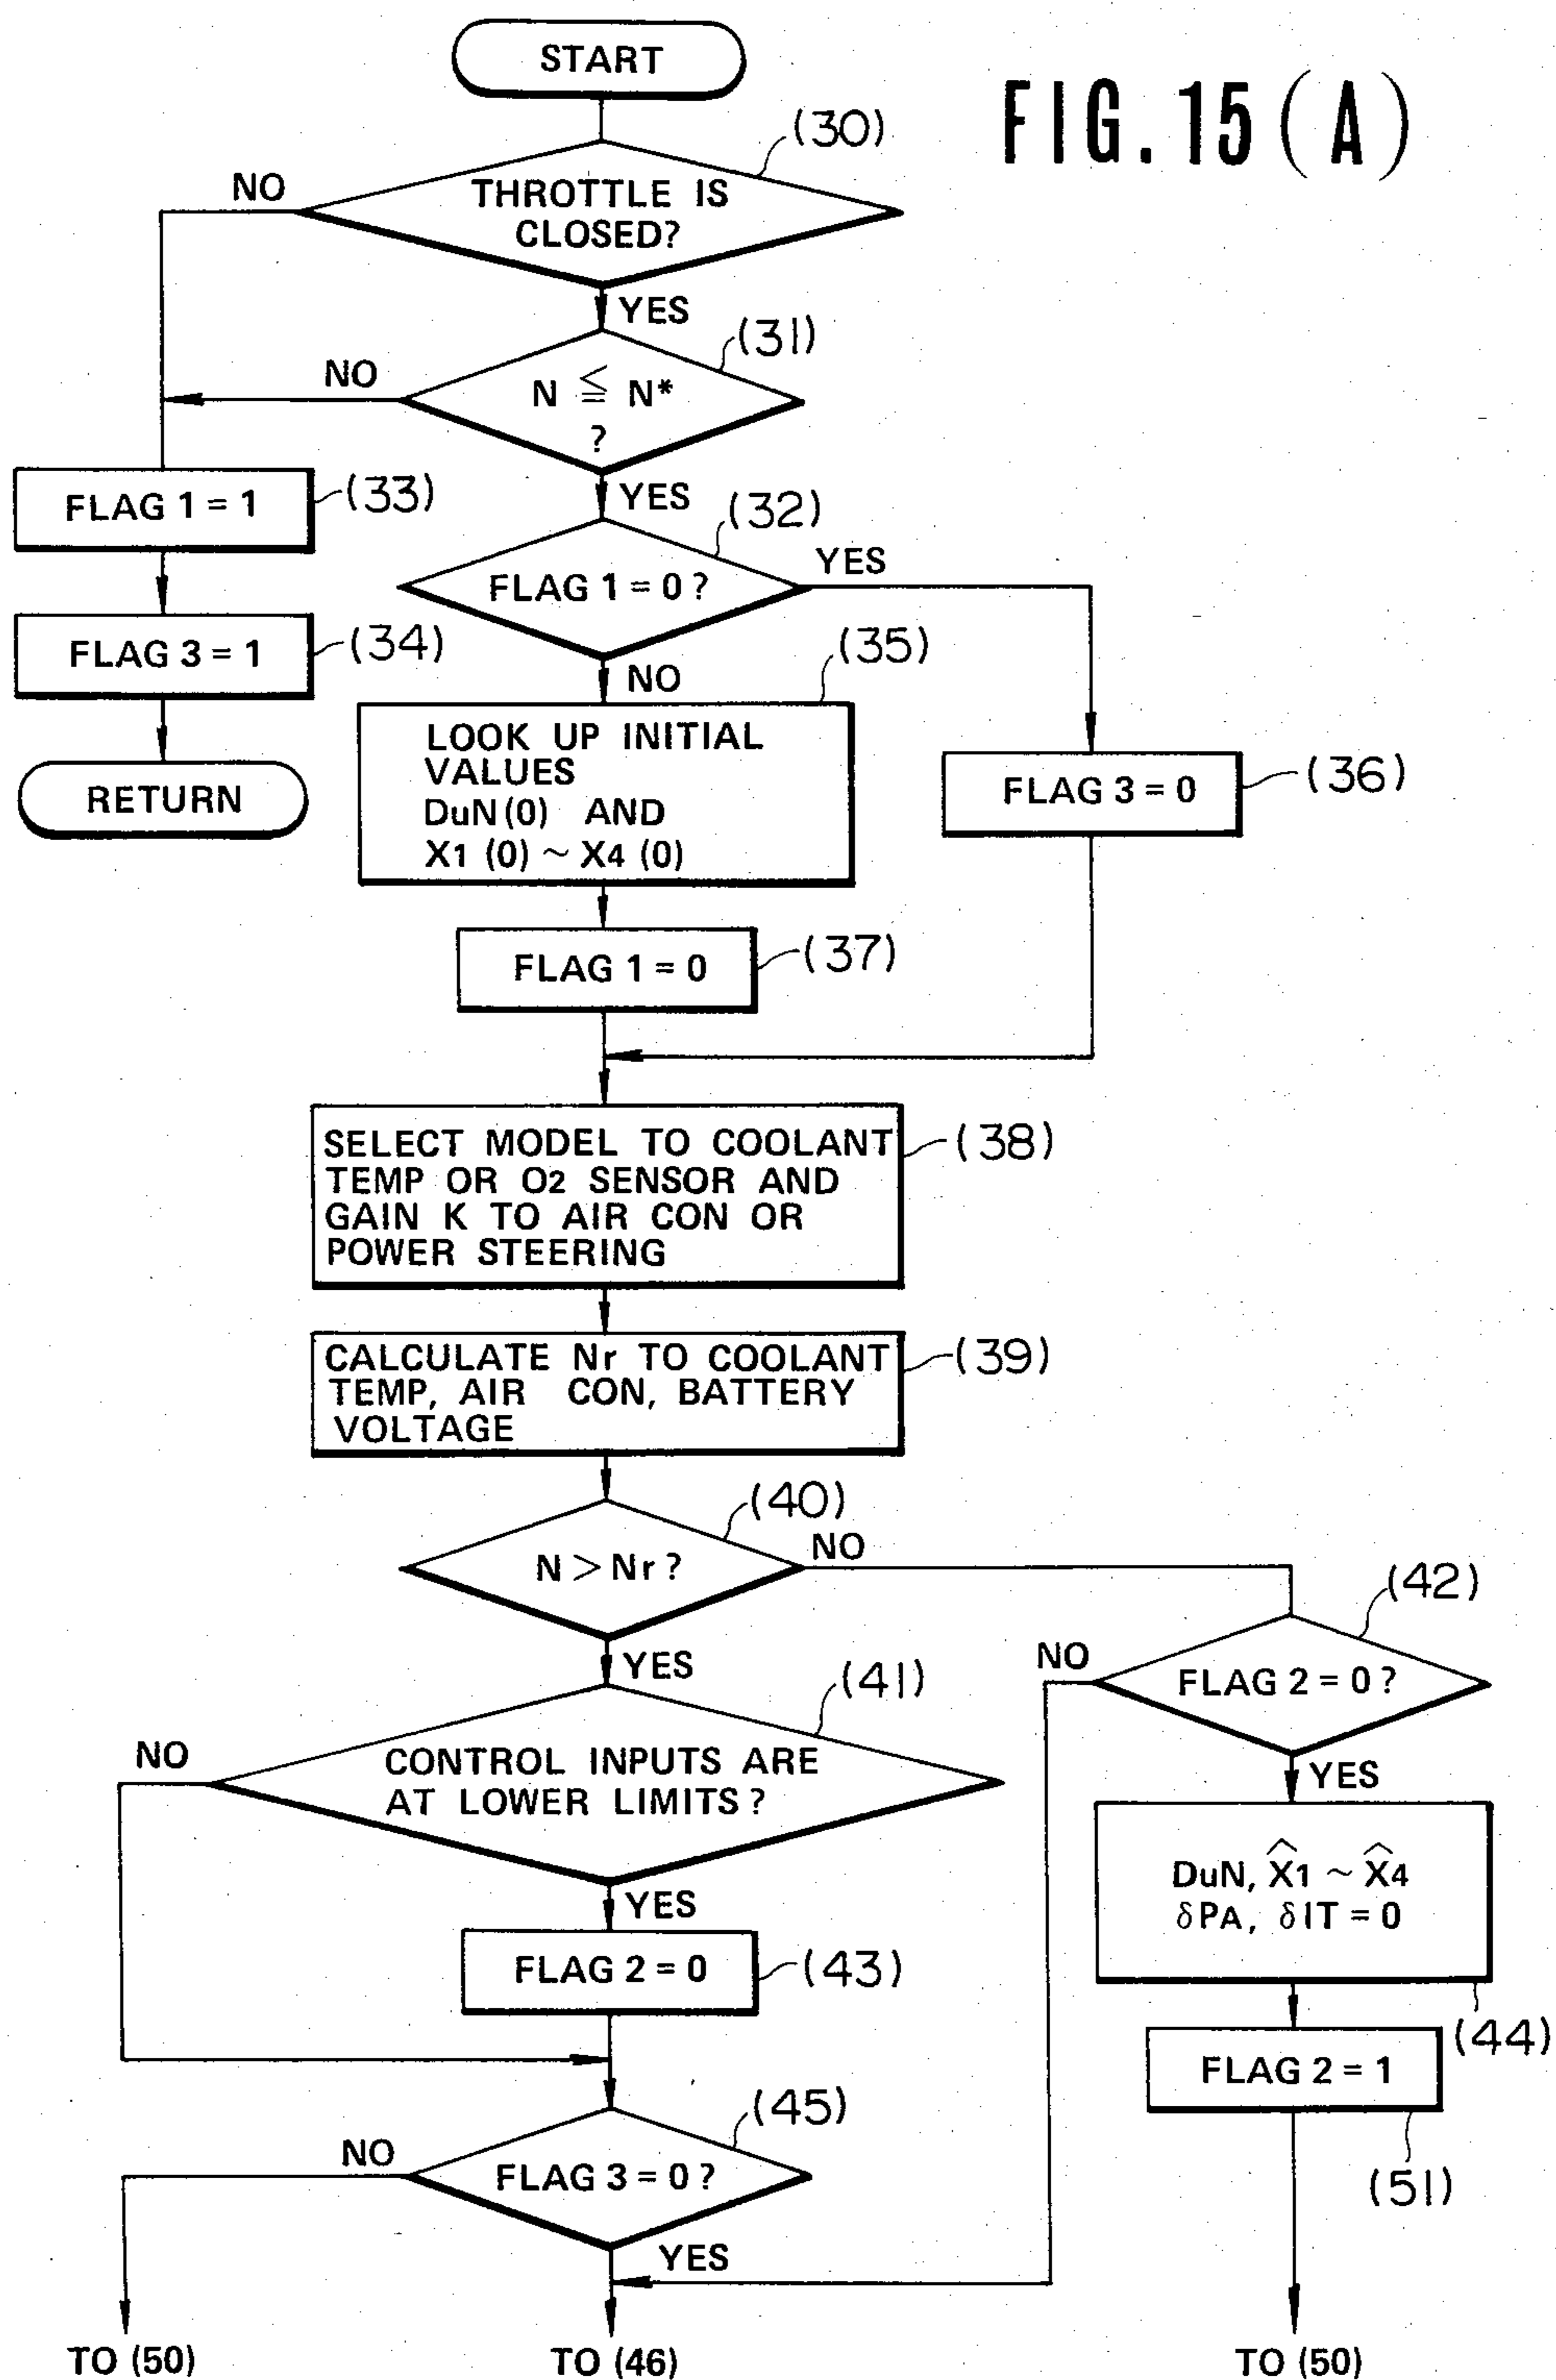 FIG. 15 (A)
START
(30)
THROTTLE IS
CLOSED?
NO
YES
(31)
N ≦ N*
?
NO
YES
(32)
FLAG 1 = 0 ?
YES
NO
FLAG 1 = 1
(33)
FLAG 3 = 1
(34)
RETURN
(35)
LOOK UP INITIAL
VALUES
DuN (0) AND
X1 (0) ~ X4 (0)
FLAG 3 = 0
(36)
FLAG 1 = 0
(37)
SELECT MODEL TO COOLANT
TEMP OR O2 SENSOR AND
GAIN K TO AIR CON OR
POWER STEERING
(38)
CALCULATE Nr TO COOLANT
TEMP, AIR CON, BATTERY
VOLTAGE
(39)
(40)
N > Nr ?
NO
YES
(42)
FLAG 2 = 0 ?
NO
YES
(41)
CONTROL INPUTS ARE
AT LOWER LIMITS ?
NO
YES
DuN, X̂1 ~ X̂4
δPA, δIT = 0
(44)
FLAG 2 = 0
(43)
FLAG 2 = 1
(51)
(45)
FLAG 3 = 0 ?
NO
YES
TO (50)
TO (46)
TO (50)